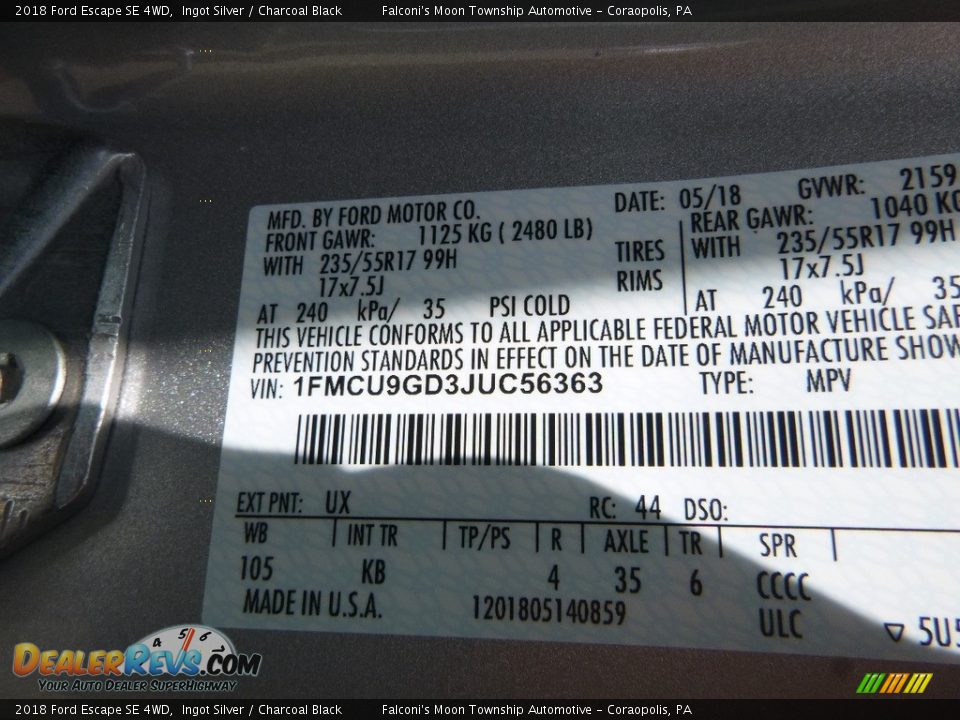 2018 Ford Escape SE 4WD, Ingot Silver / Charcoal Black Falconi's Moon Township Automotive - Coraopolis, PA
MFD. BY FORD MOTOR CO. DATE: 05/18 GVWR: 2159
FRONT GAWR: 1125 KG ( 2480 LB) REAR GAWR: 1040 KG
WITH 235/55R17 99H TIRES WITH 235/55R17 99H
17x7.5J RIMS 17x7.5J
AT 240 kPa/ 35 PSI COLD AT 240 kPa/ 35
THIS VEHICLE CONFORMS TO ALL APPLICABLE FEDERAL MOTOR VEHICLE SAF
PREVENTION STANDARDS IN EFFECT ON THE DATE OF MANUFACTURE SHOW
VIN: 1FMCU9GD3JUC56363 TYPE: MPV
EXT PNT: UX RC: 44 DSO:
WB INT TR TP/PS R AXLE TR SPR
105 KB 4 35 6 CCCC
MADE IN U.S.A. 1201805140859 ULC ▽ 5U5
4 5 6
DEALERREVS.COM
YOUR AUTO DEALER SUPERHIGHWAY
2018 Ford Escape SE 4WD, Ingot Silver / Charcoal Black Falconi's Moon Township Automotive - Coraopolis, PA